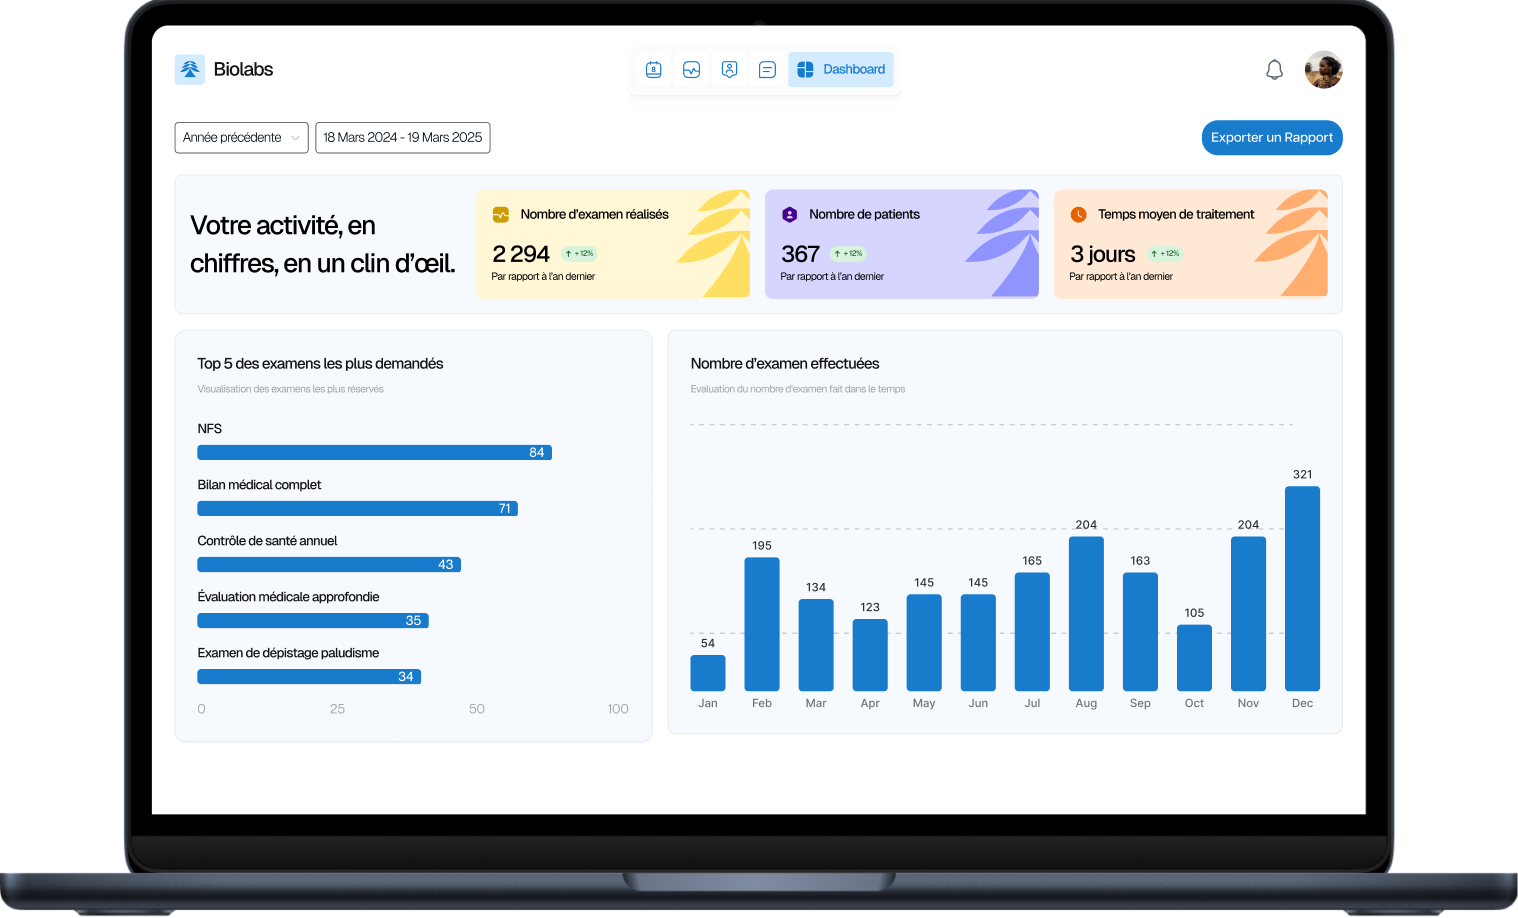 Biolabs
8
Dashboard
Année précédente
18 Mars 2024 - 19 Mars 2025
Exporter un Rapport
Votre activité, en
chiffres, en un clin d’œil.
Nombre d’examen réalisés
2 294
↑ +12%
Par rapport à l’an dernier
Nombre de patients
367
↑ +12%
Par rapport à l’an dernier
Temps moyen de traitement
3 jours
↑ +12%
Par rapport à l’an dernier
Top 5 des examens les plus demandés
Visualisation des examens les plus réservés
NFS
84
Bilan médical complet
71
Contrôle de santé annuel
43
Évaluation médicale approfondie
35
Examen de dépistage paludisme
34
0 25 50 100
Nombre d’examen effectuées
Evaluation du nombre d’examen fait dans le temps
54 195 134 123 145 145 165 204 163 105 204 321
Jan Feb Mar Apr May Jun Jul Aug Sep Oct Nov Dec